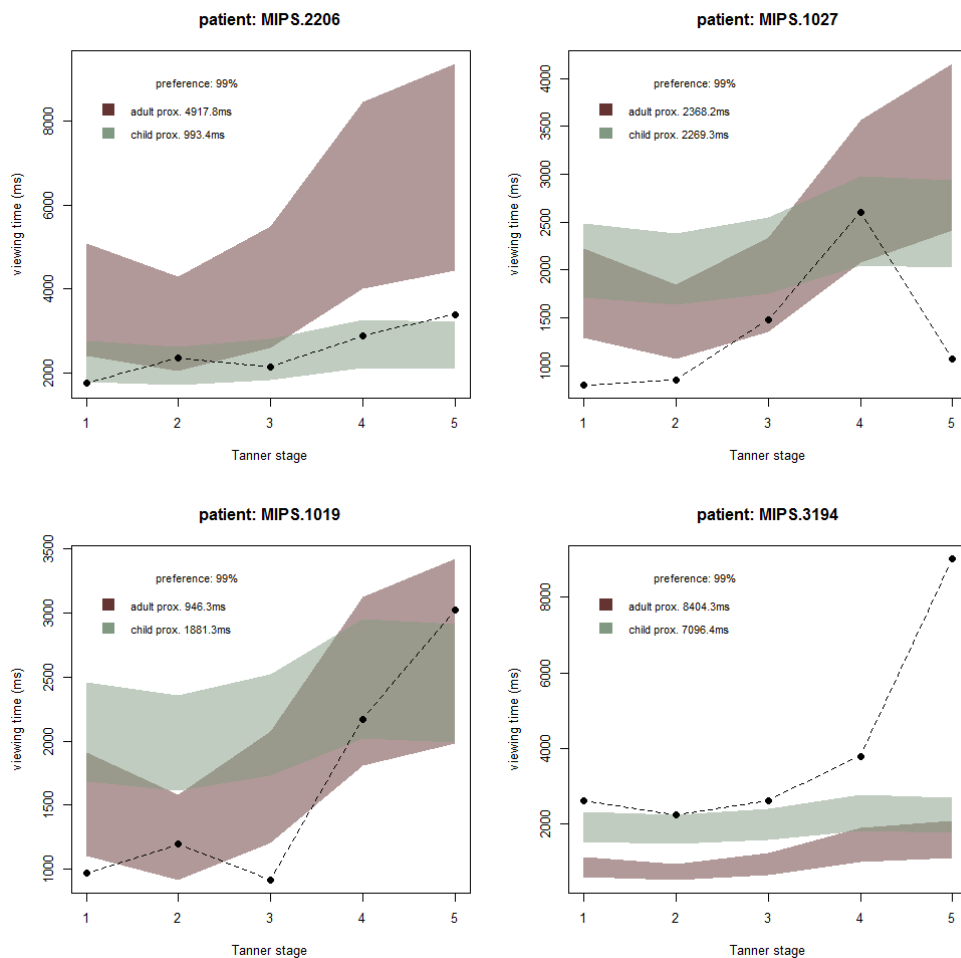 patient: MIPS.2206
preference: 99%
adult prox. 4917.8ms
child prox. 993.4ms
viewing time (ms)
8000
6000
4000
2000
1 2 3 4 5
Tanner stage
patient: MIPS.1027
preference: 99%
adult prox. 2368.2ms
child prox. 2269.3ms
viewing time (ms)
4000
3500
3000
2500
2000
1500
1000
1 2 3 4 5
Tanner stage
patient: MIPS.1019
preference: 99%
adult prox. 946.3ms
child prox. 1881.3ms
viewing time (ms)
3500
3000
2500
2000
1500
1000
1 2 3 4 5
Tanner stage
patient: MIPS.3194
preference: 99%
adult prox. 8404.3ms
child prox. 7096.4ms
viewing time (ms)
8000
6000
4000
2000
1 2 3 4 5
Tanner stage